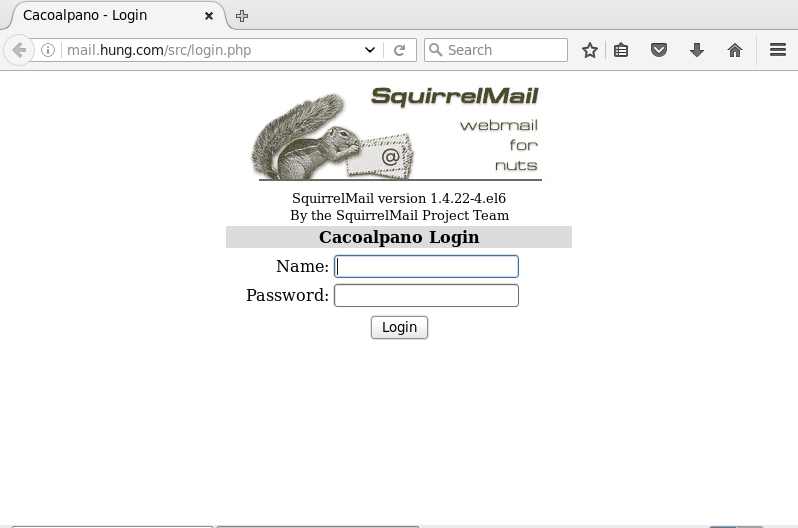 Cacoalpano - Login
mail.hung.com/src/login.php
Search
SquirrelMail
webmail
for
nuts
@
SquirrelMail version 1.4.22-4.el6
By the SquirrelMail Project Team
Cacoalpano Login
Name:
Password:
Login